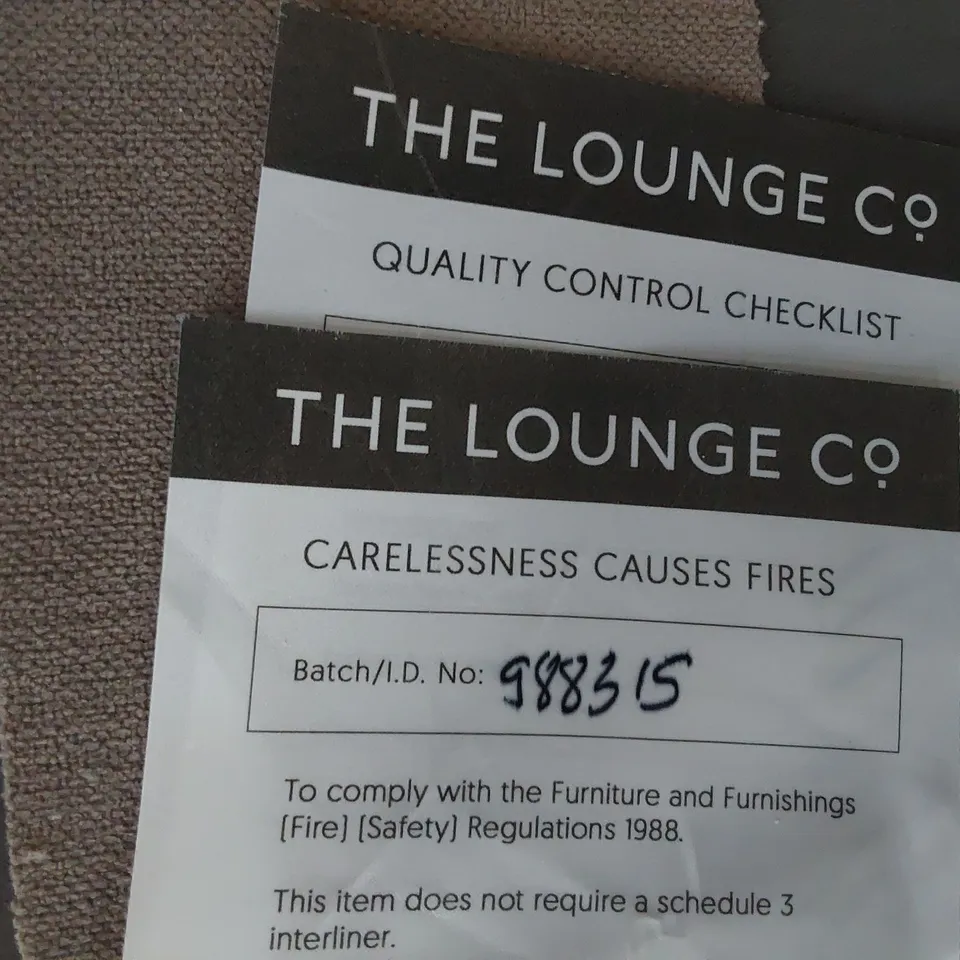 THE LOUNGE Cº
QUALITY CONTROL CHECKLIST
THE LOUNGE Cº
CARELESSNESS CAUSES FIRES
Batch/I.D. No: 988315
To comply with the Furniture and Furnishings
(Fire) (Safety) Regulations 1988.
This item does not require a schedule 3
interliner.